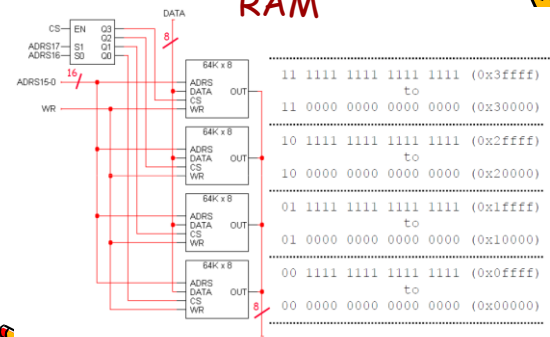 RAM
DATA
8
CS
EN
Q3
Q2
ADRS17
S1
Q1
ADRS16
S0
Q0
16
ADRS15-0
WR
64K x 8
ADRS
DATA
OUT
CS
WR
64K x 8
ADRS
DATA
OUT
CS
WR
64K x 8
ADRS
DATA
OUT
CS
WR
64K x 8
ADRS
DATA
OUT
CS
WR
8
11 1111 1111 1111 1111 (0x3ffff)
to
11 0000 0000 0000 0000 (0x30000)
10 1111 1111 1111 1111 (0x2ffff)
to
10 0000 0000 0000 0000 (0x20000)
01 1111 1111 1111 1111 (0x1ffff)
to
01 0000 0000 0000 0000 (0x10000)
00 1111 1111 1111 1111 (0x0ffff)
to
00 0000 0000 0000 0000 (0x00000)